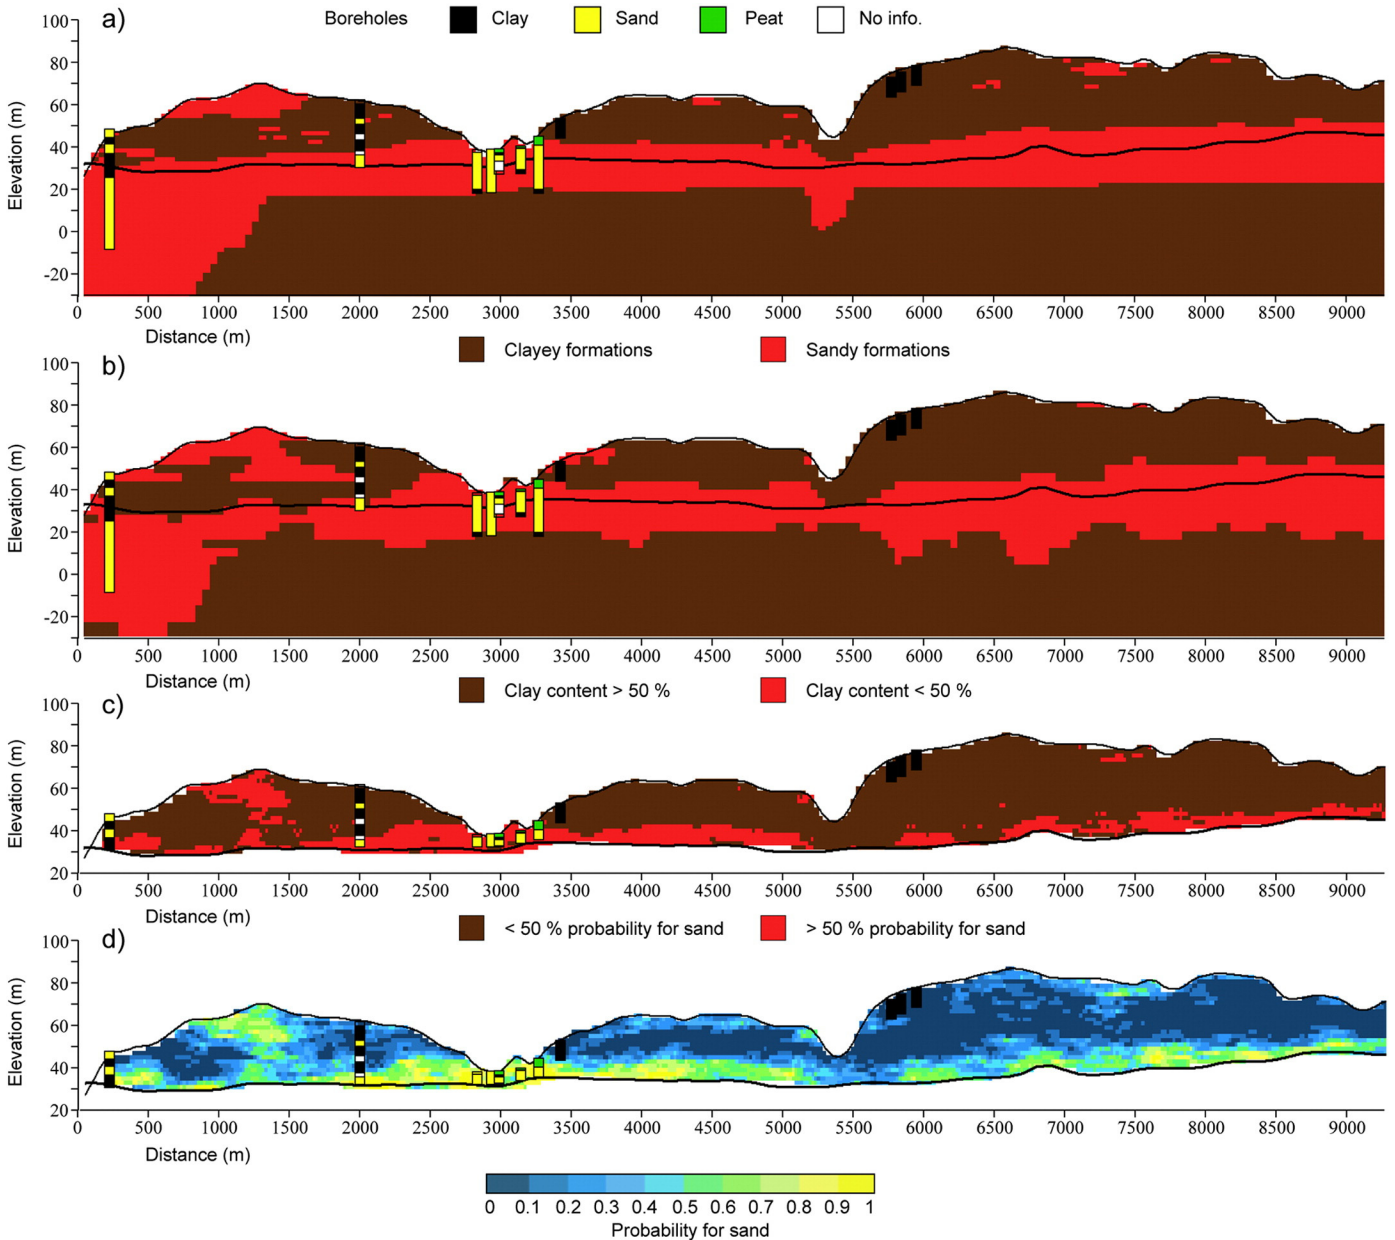 a)
Boreholes Clay Sand Peat No info.
Elevation (m)
100
80
60
40
20
0
-20
0 500 1000 1500 2000 2500 3000 3500 4000 4500 5000 5500 6000 6500 7000 7500 8000 8500 9000
Distance (m)
Clayey formations Sandy formations
b)
Elevation (m)
100
80
60
40
20
0
-20
0 500 1000 1500 2000 2500 3000 3500 4000 4500 5000 5500 6000 6500 7000 7500 8000 8500 9000
Distance (m)
Clay content > 50 % Clay content < 50 %
c)
Elevation (m)
100
80
60
40
20
0 500 1000 1500 2000 2500 3000 3500 4000 4500 5000 5500 6000 6500 7000 7500 8000 8500 9000
Distance (m)
< 50 % probability for sand > 50 % probability for sand
d)
Elevation (m)
100
80
60
40
20
0 500 1000 1500 2000 2500 3000 3500 4000 4500 5000 5500 6000 6500 7000 7500 8000 8500 9000
Distance (m)
0 0.1 0.2 0.3 0.4 0.5 0.6 0.7 0.8 0.9 1
Probability for sand